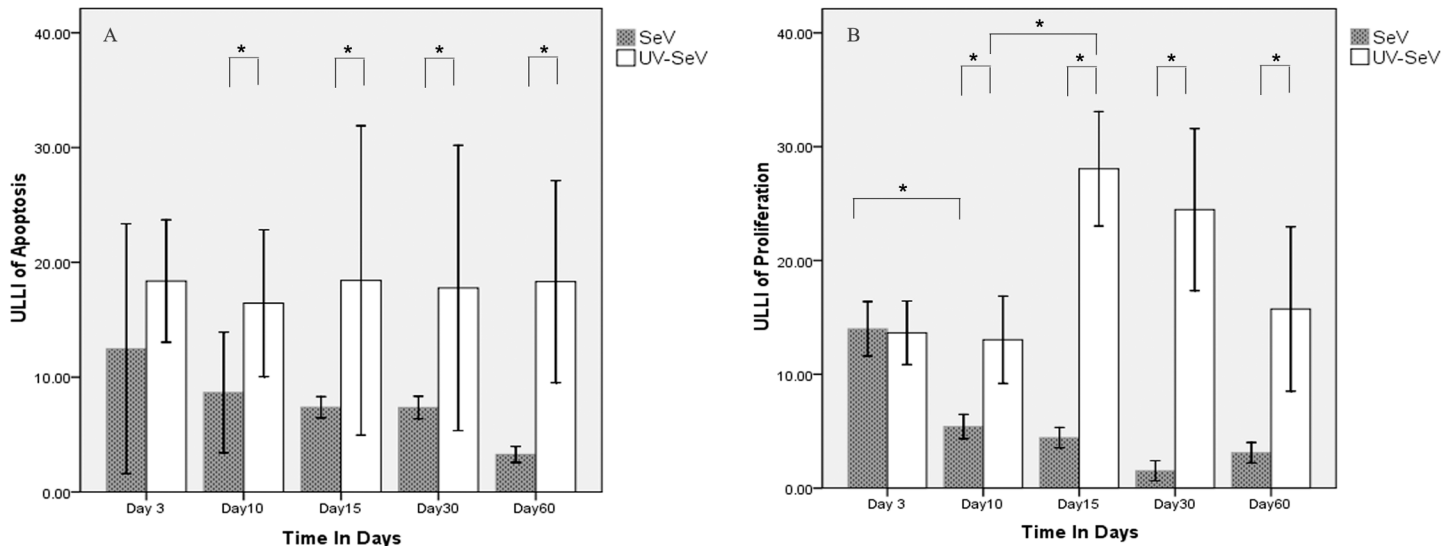 A
SeV
UV-SeV
* * * *
ULLI of Apoptosis
40.00
30.00
20.00
10.00
0.00
Day 3 Day10 Day15 Day30 Day60
Time In Days
B
SeV
UV-SeV
*
* * * *
*
ULLI of Proliferation
40.00
30.00
20.00
10.00
0.00
Day 3 Day10 Day15 Day30 Day60
Time In Days